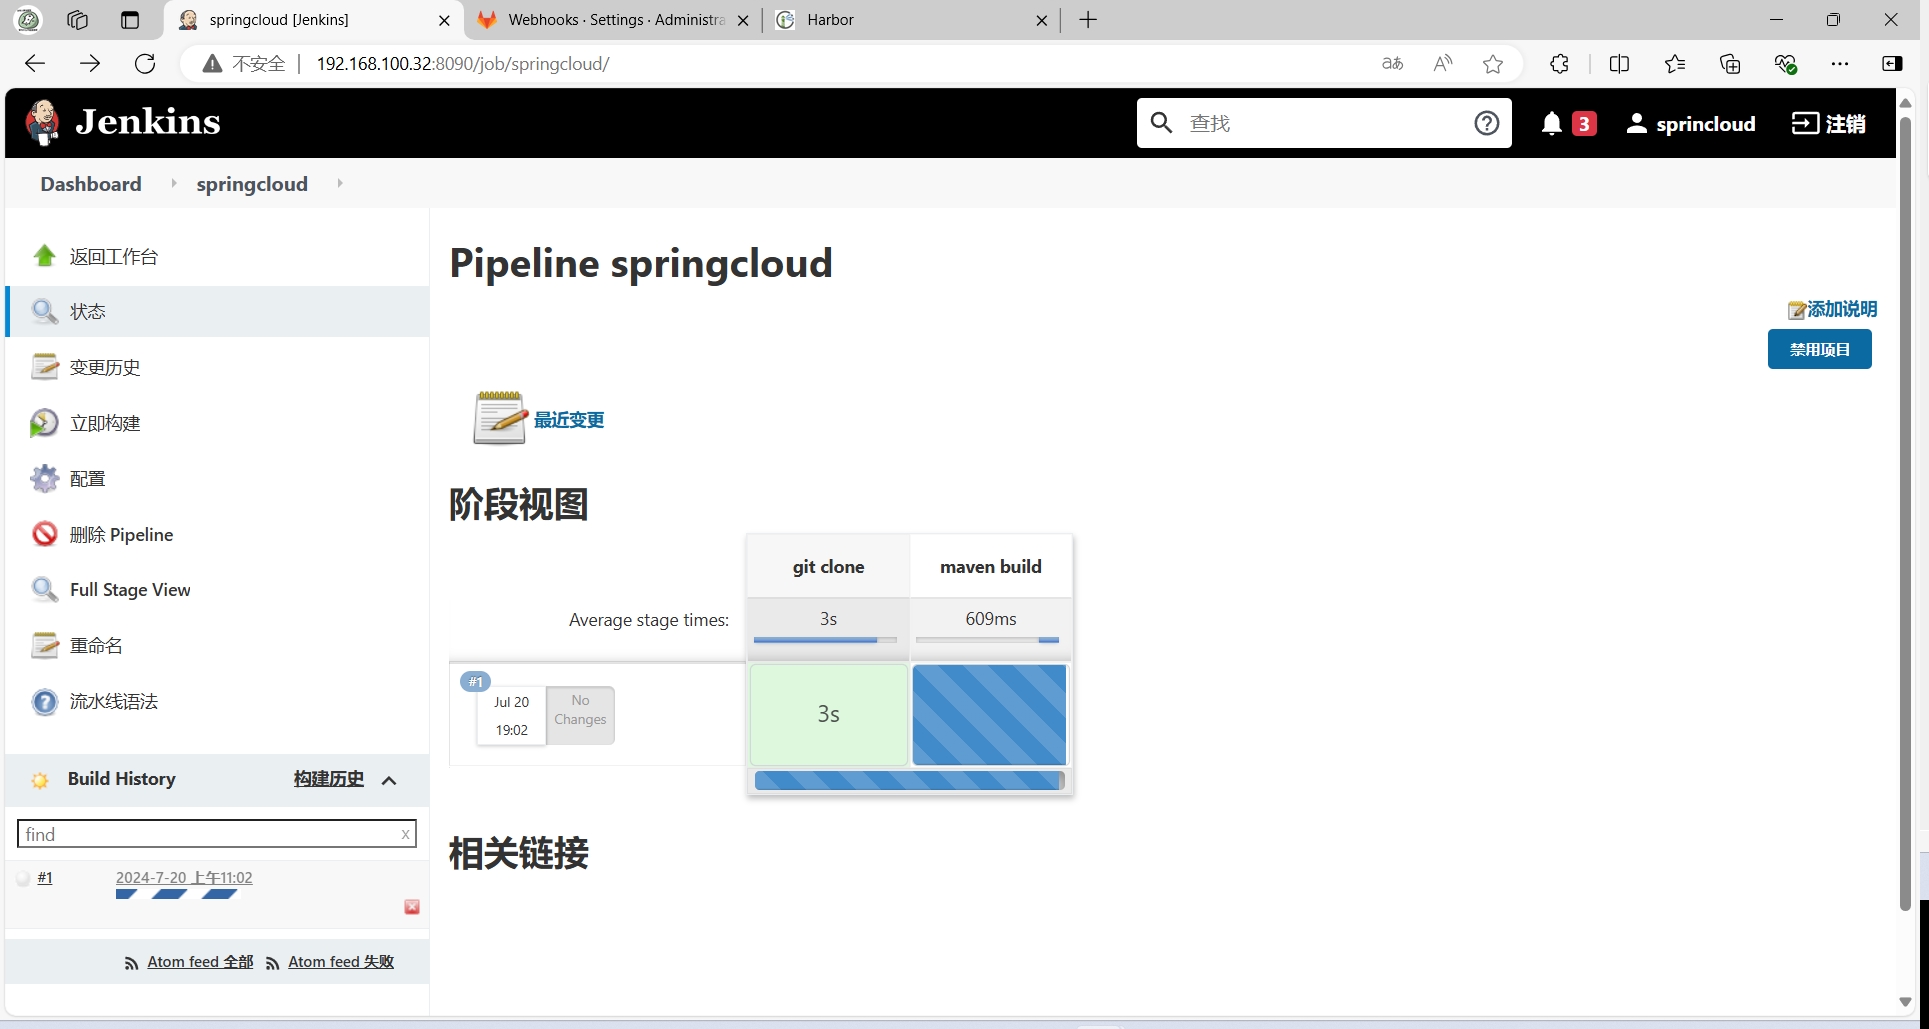 springcloud [Jenkins]
Webhooks · Settings · Administra
Harbor
不安全
192.168.100.32:8090/job/springcloud/
aあ
Jenkins
查找
3
sprincloud
注销
Dashboard
springcloud
返回工作台
状态
变更历史
立即构建
配置
删除 Pipeline
Full Stage View
重命名
流水线语法
Build History
构建历史
find
x
#1
2024-7-20 上午11:02
Atom feed 全部
Atom feed 失败
Pipeline springcloud
添加说明
禁用项目
最近变更
阶段视图
git clone
maven build
Average stage times:
3s
609ms
#1
Jul 20
19:02
No
Changes
3s
相关链接